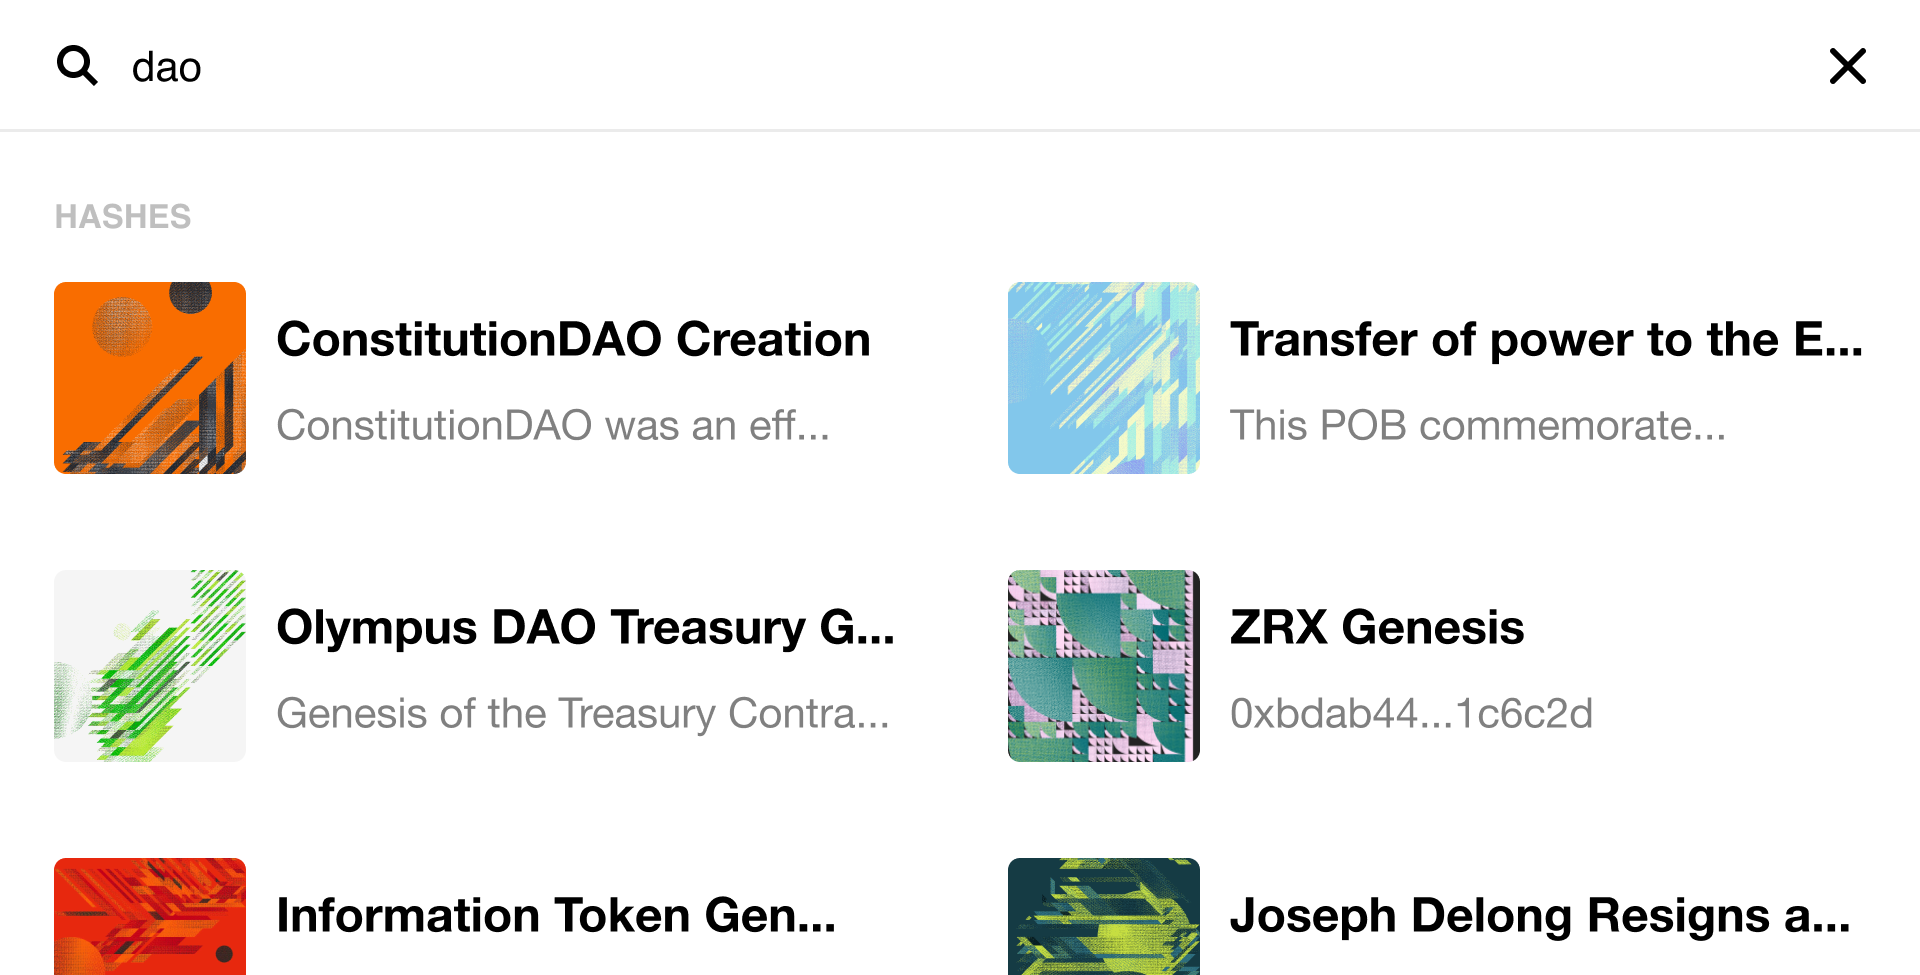 dao
HASHES
ConstitutionDAO Creation
ConstitutionDAO was an eff...
Transfer of power to the E...
This POB commemorate...
Olympus DAO Treasury G...
Genesis of the Treasury Contra...
ZRX Genesis
0xbdab44...1c6c2d
Information Token Gen...
Joseph Delong Resigns a...